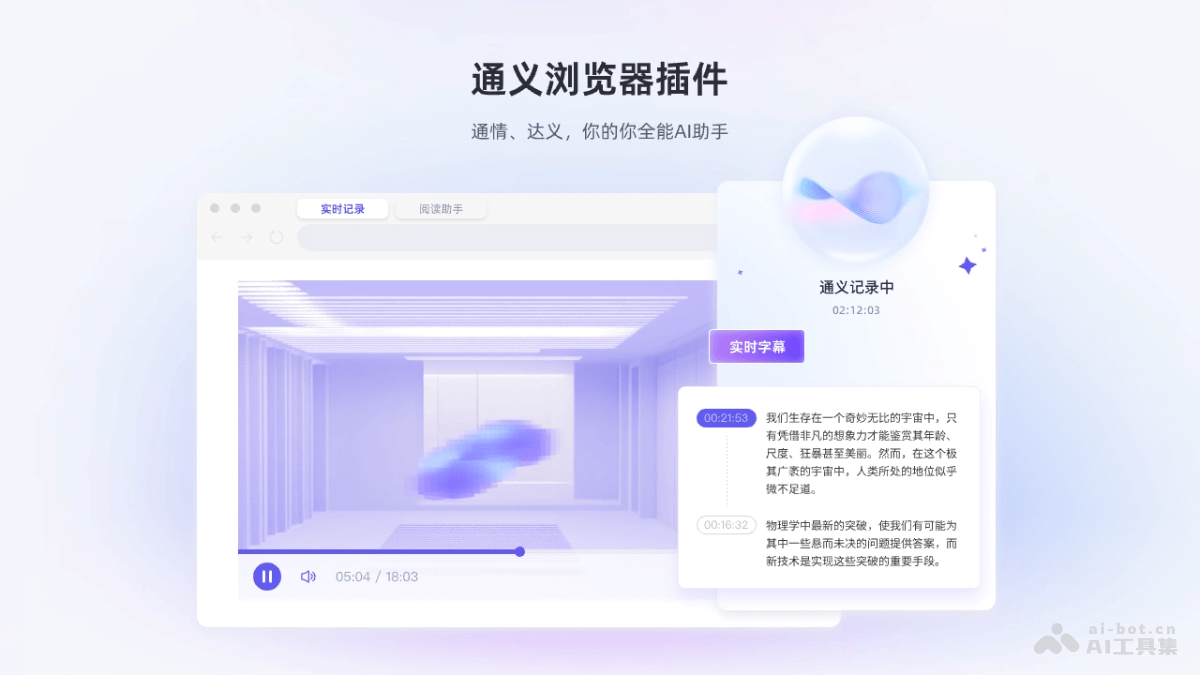 通义浏览器插件
通情、达义，你的你全能AI助手
实时记录
阅读助手
通义记录中
02:12:03
实时字幕
00:21:53
我们生存在一个奇妙无比的宇宙中，只
有凭借非凡的想象力才能鉴赏其年龄、
尺度、狂暴甚至美丽。然而，在这个极
其广袤的宇宙中，人类所处的地位似乎
微不足道。
00:16:32
物理学中最新的突破，使我们有可能为
其中一些悬而未决的问题提供答案，而
新技术是实现这些突破的重要手段。
05:04 / 18:03
ai-bot.cn
AI工具集